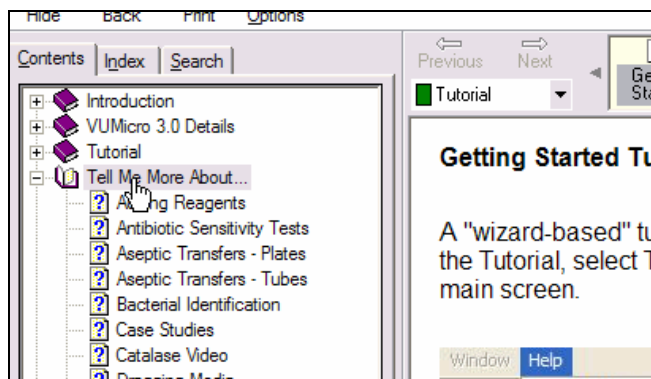 Hide Back Print Options
Contents Index Search
Introduction
VUMicro 3.0 Details
Tutorial
Tell Me More About...
Reagents
Antibiotic Sensitivity Tests
Aseptic Transfers - Plates
Aseptic Transfers - Tubes
Bacterial Identification
Case Studies
Catalase Video
Previous Next
Tutorial
Getting Started Tu
A "wizard-based" tu
the Tutorial, select T
main screen.
Window Help